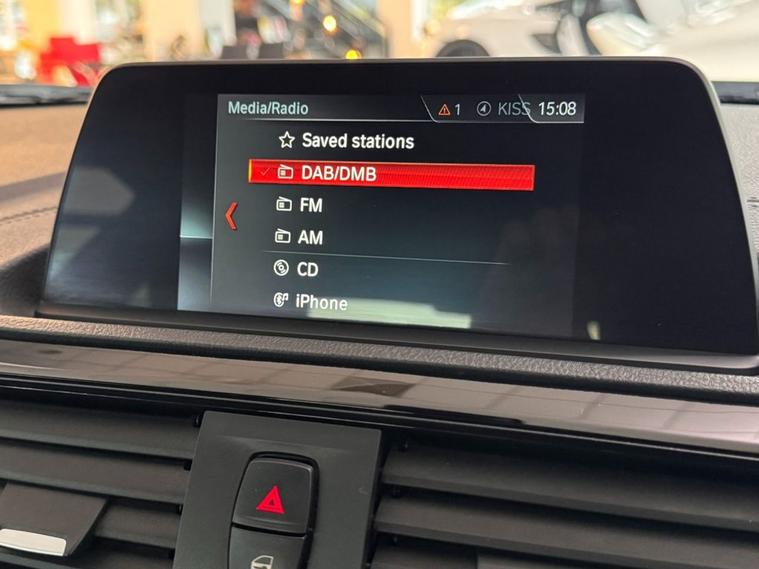 Media/Radio 1 KISS 15:08
Saved stations
DAB/DMB
FM
AM
CD
iPhone